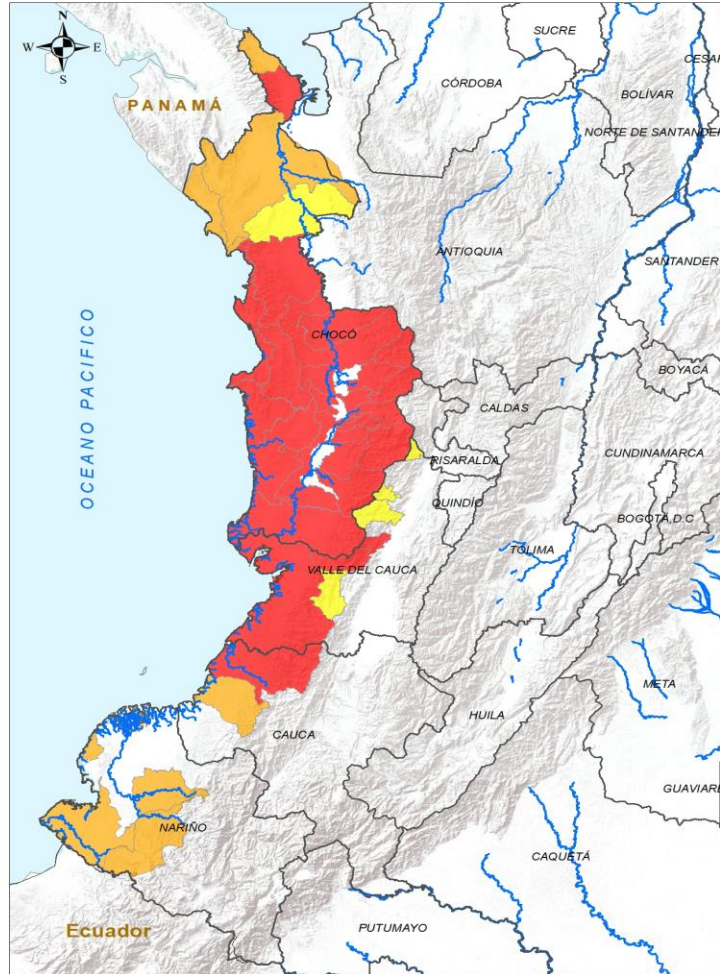 N
W E
S
SUCRE
CESAR
CÓRDOBA
BOLÍVAR
PANAMÁ
NORTE DE SANTANDER
ANTIOQUIA
SANTANDER
OCEANO PACIFICO
CHOCÓ
BOYACÁ
CALDAS
CUNDINAMARCA
RISARALDA
QUINDÍO
BOGOTÁ,D.C
TOLIMA
VALLE DEL CAUCA
META
HUILA
CAUCA
GUAVIARE
NARIÑO
CAQUETÁ
Ecuador
PUTUMAYO